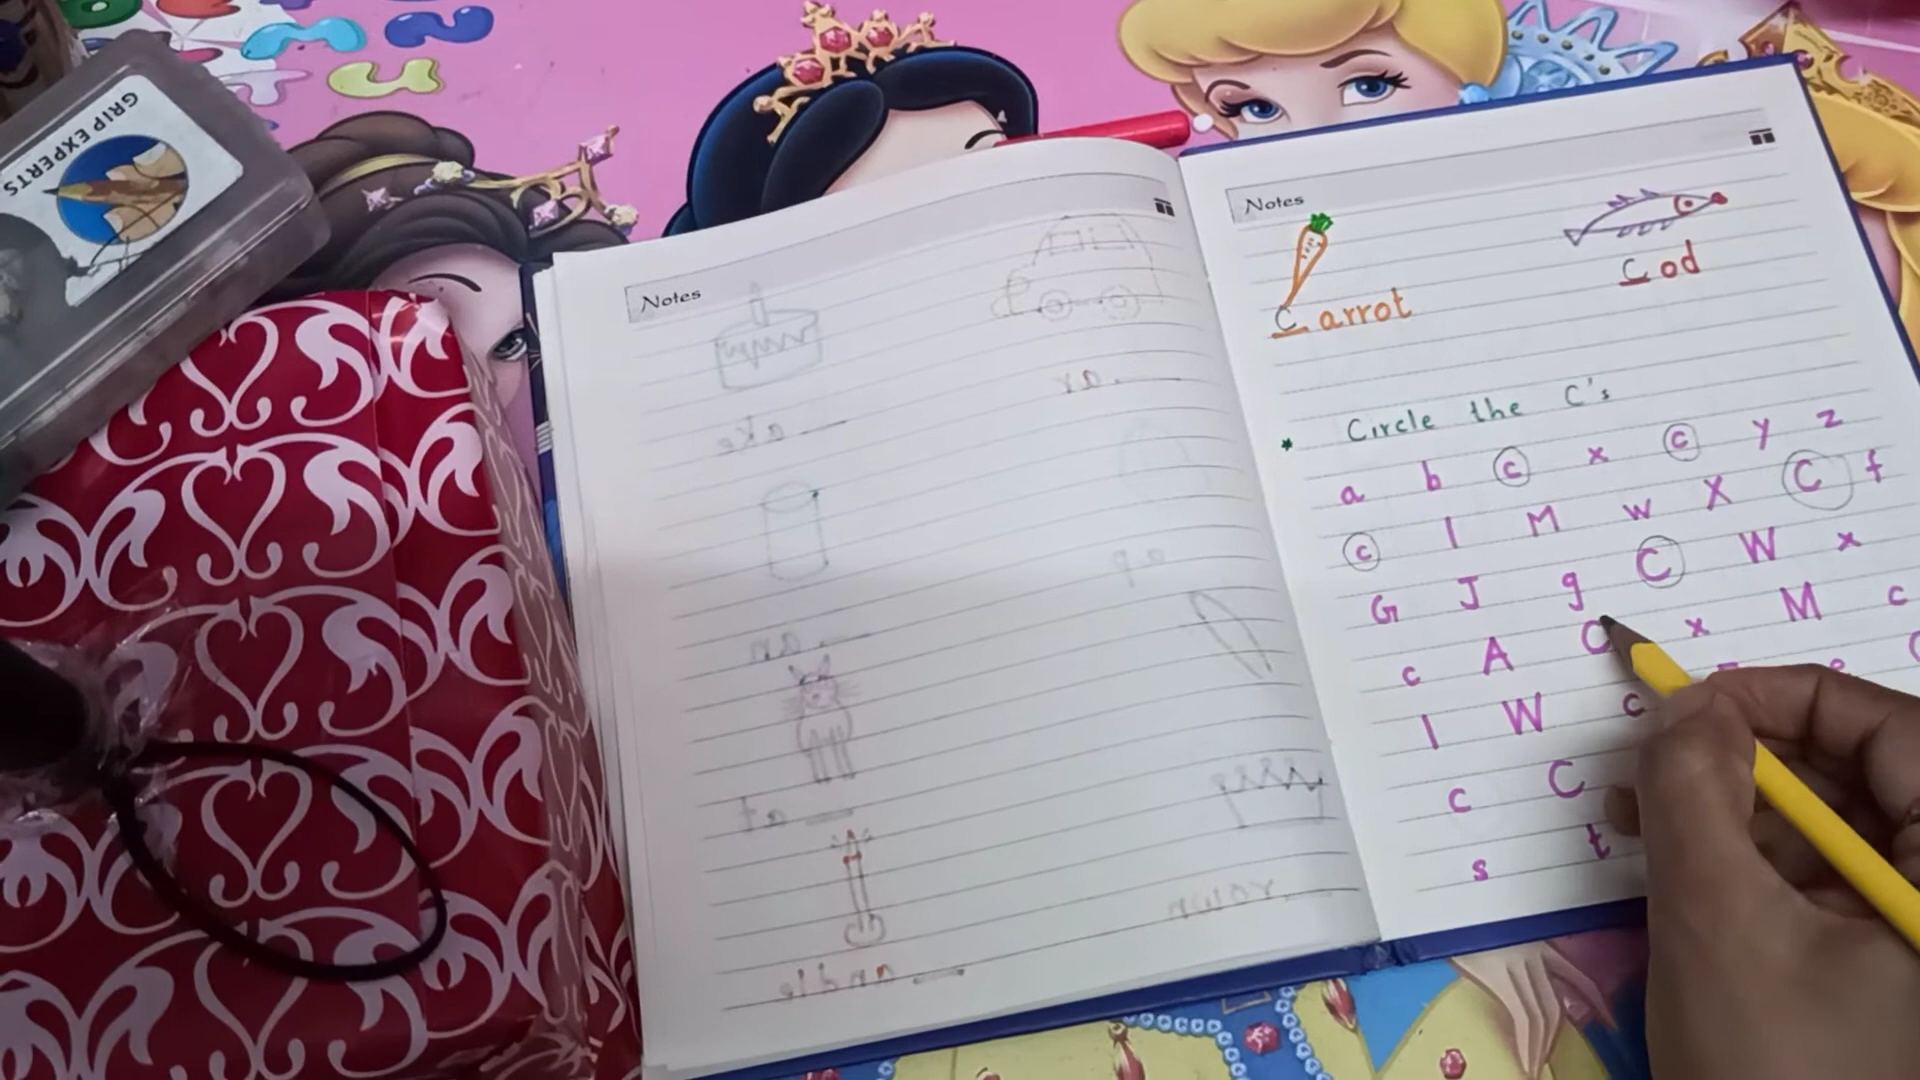 GRIP EXPERTS
Notes
Notes
Carrot
Cod
* Circle the C's
a b c x c y z
c l M w X C f
G J g C W x
c A C x M c
l W c
c C
s t